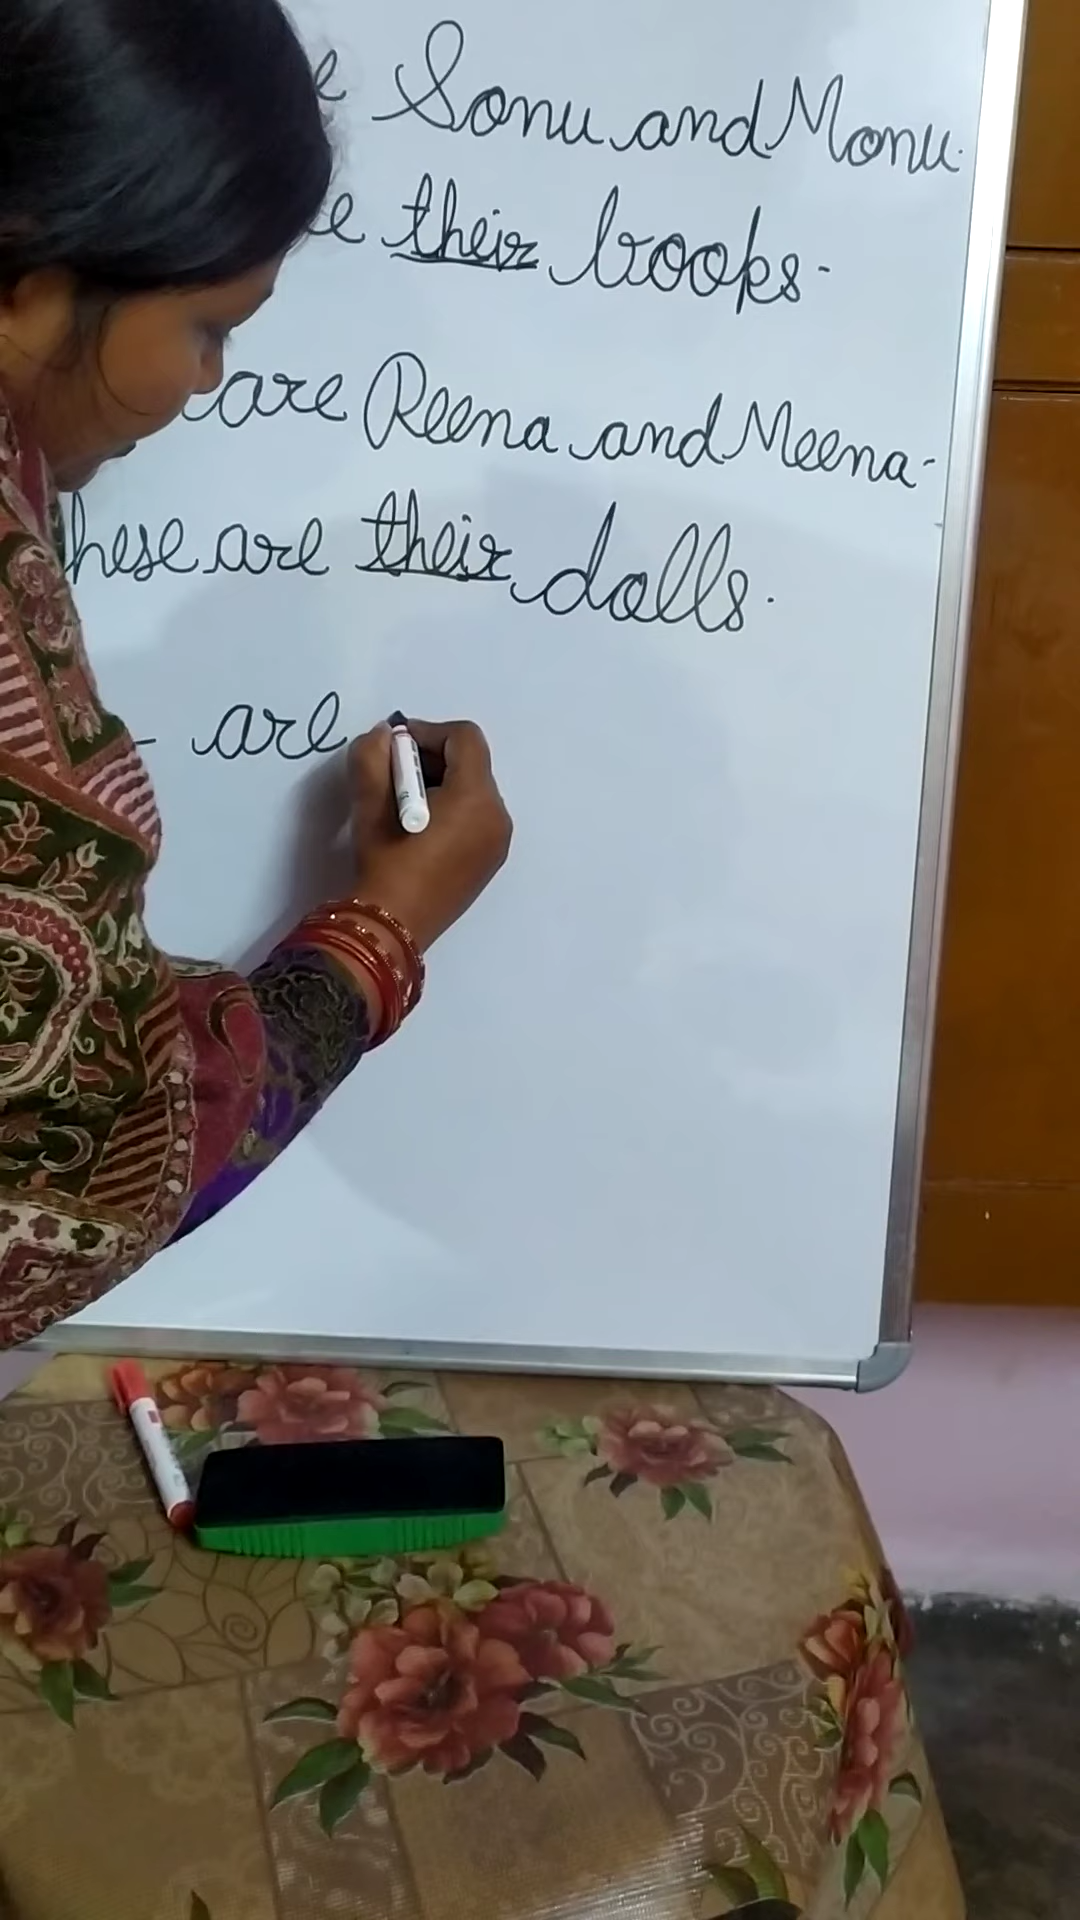 e Sonu and Monu.
e their books.
are Reena and Meena.
hese are their dolls.
- are